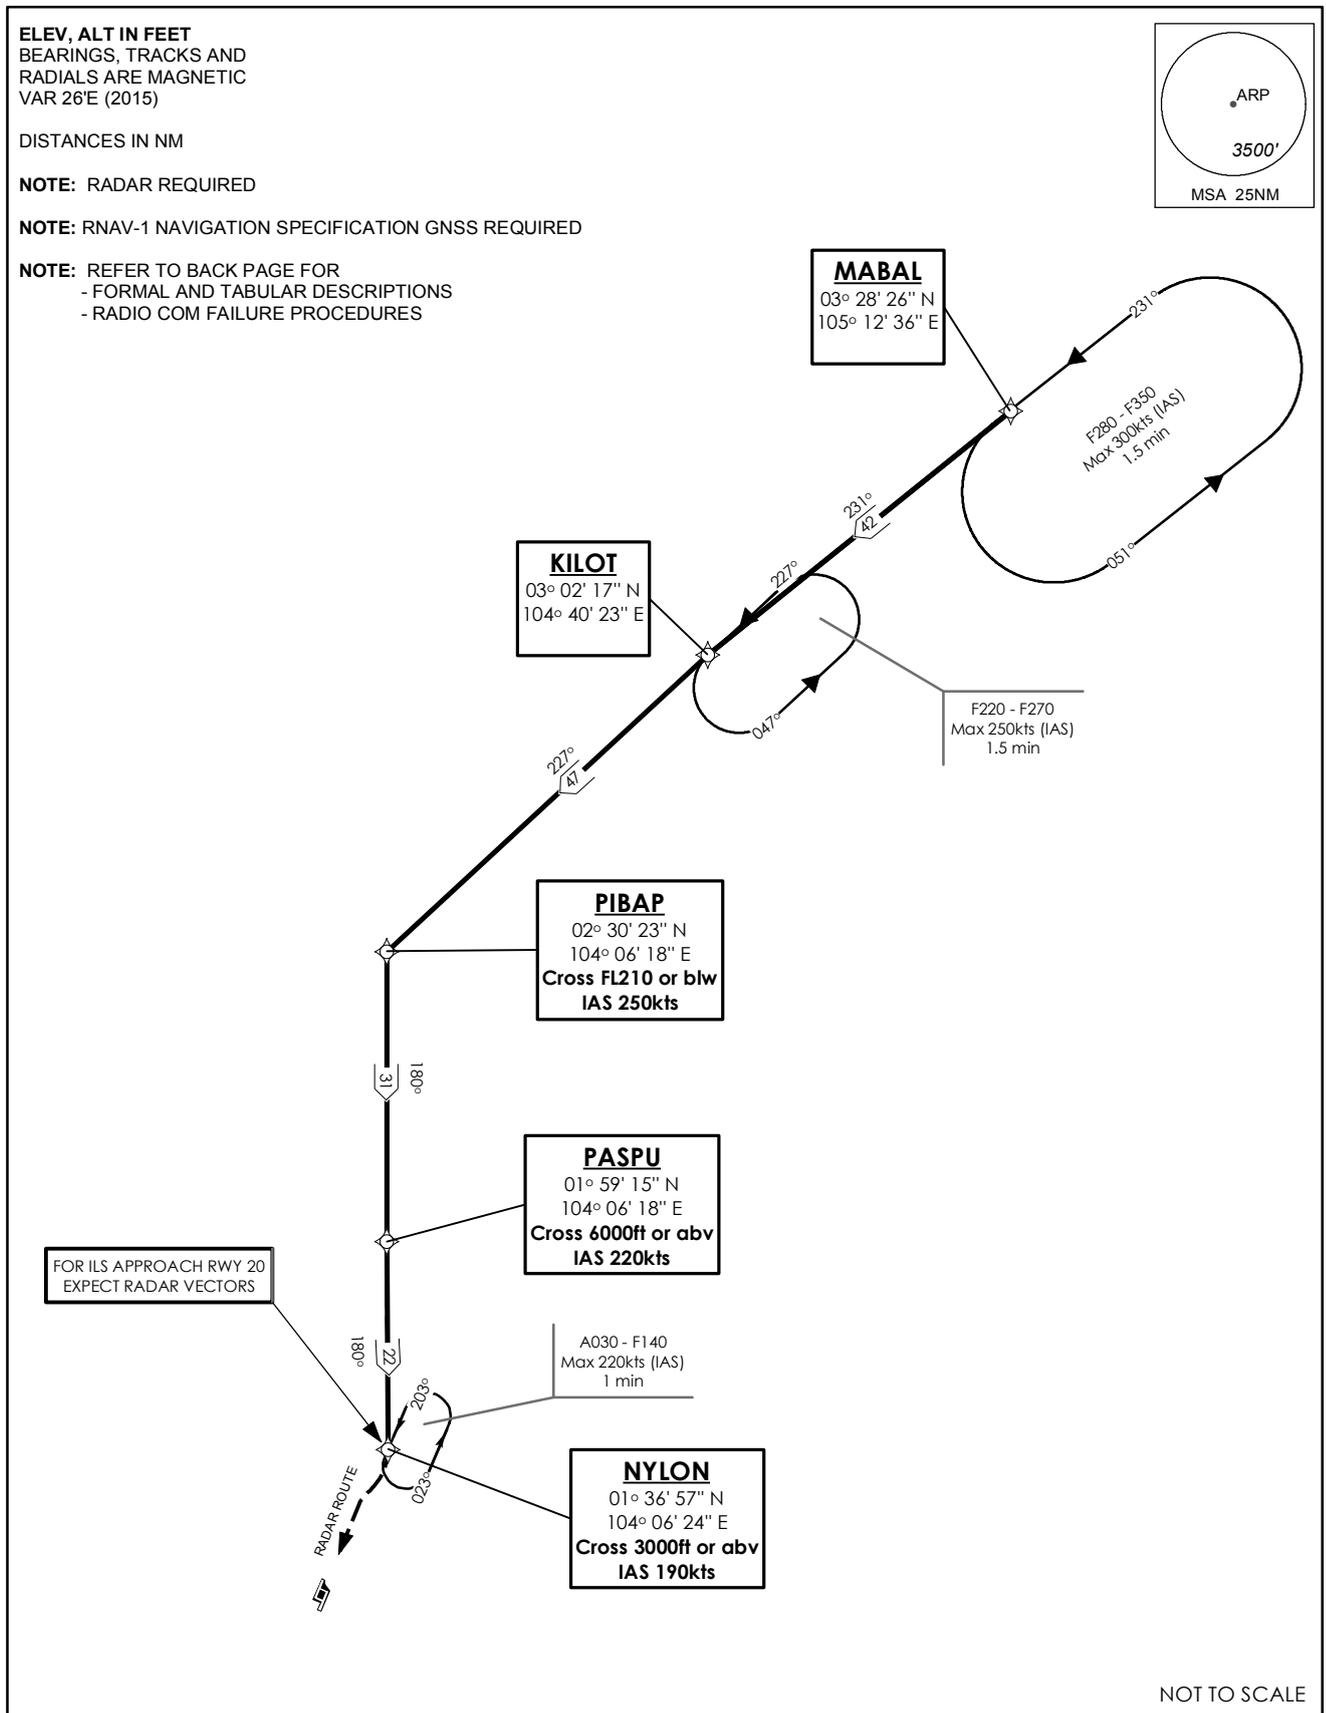 ELEV, ALT IN FEET
BEARINGS, TRACKS AND
RADIALS ARE MAGNETIC
VAR 26'E (2015)
DISTANCES IN NM
NOTE: RADAR REQUIRED
NOTE: RNAV-1 NAVIGATION SPECIFICATION GNSS REQUIRED
NOTE: REFER TO BACK PAGE FOR
- FORMAL AND TABULAR DESCRIPTIONS
- RADIO COM FAILURE PROCEDURES
ARP
3500'
MSA 25NM
MABAL
03° 28' 26" N
105° 12' 36" E
231°
F280 - F350
Max 300kts (IAS)
1.5 min
051°
231°
42
KILOT
03° 02' 17" N
104° 40' 23" E
227°
047°
F220 - F270
Max 250kts (IAS)
1.5 min
227°
47
PIBAP
02° 30' 23" N
104° 06' 18" E
Cross FL210 or blw
IAS 250kts
31
180°
PASPU
01° 59' 15" N
104° 06' 18" E
Cross 6000ft or abv
IAS 220kts
FOR ILS APPROACH RWY 20
EXPECT RADAR VECTORS
180°
22
A030 - F140
Max 220kts (IAS)
1 min
203°
023°
RADAR ROUTE
NYLON
01° 36' 57" N
104° 06' 24" E
Cross 3000ft or abv
IAS 190kts
NOT TO SCALE